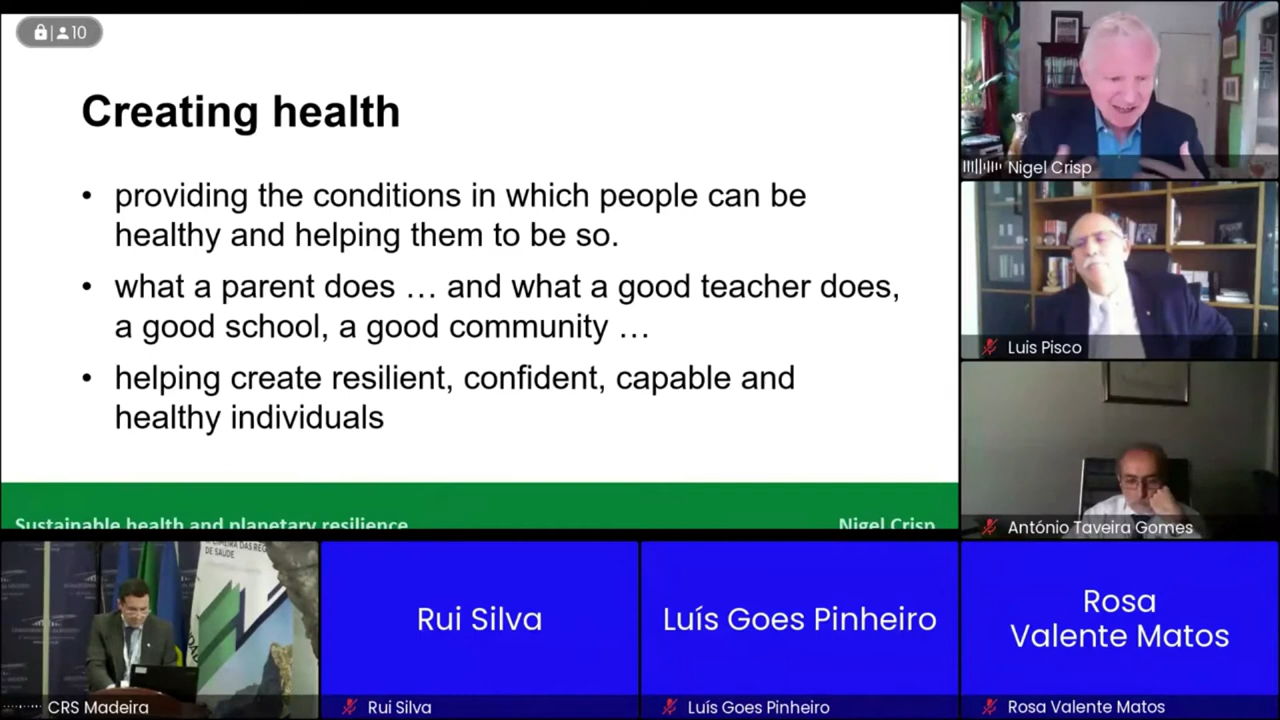 10
Creating health
• providing the conditions in which people can be
healthy and helping them to be so.
• what a parent does … and what a good teacher does,
a good school, a good community …
• helping create resilient, confident, capable and
healthy individuals
Sustainable health and planetary resilience
Nigel Crisp
Nigel Crisp
Luis Pisco
António Taveira Gomes
DE SAÚDE
CRS Madeira
Rui Silva
Rui Silva
Luís Goes Pinheiro
Luís Goes Pinheiro
Rosa
Valente Matos
Rosa Valente Matos